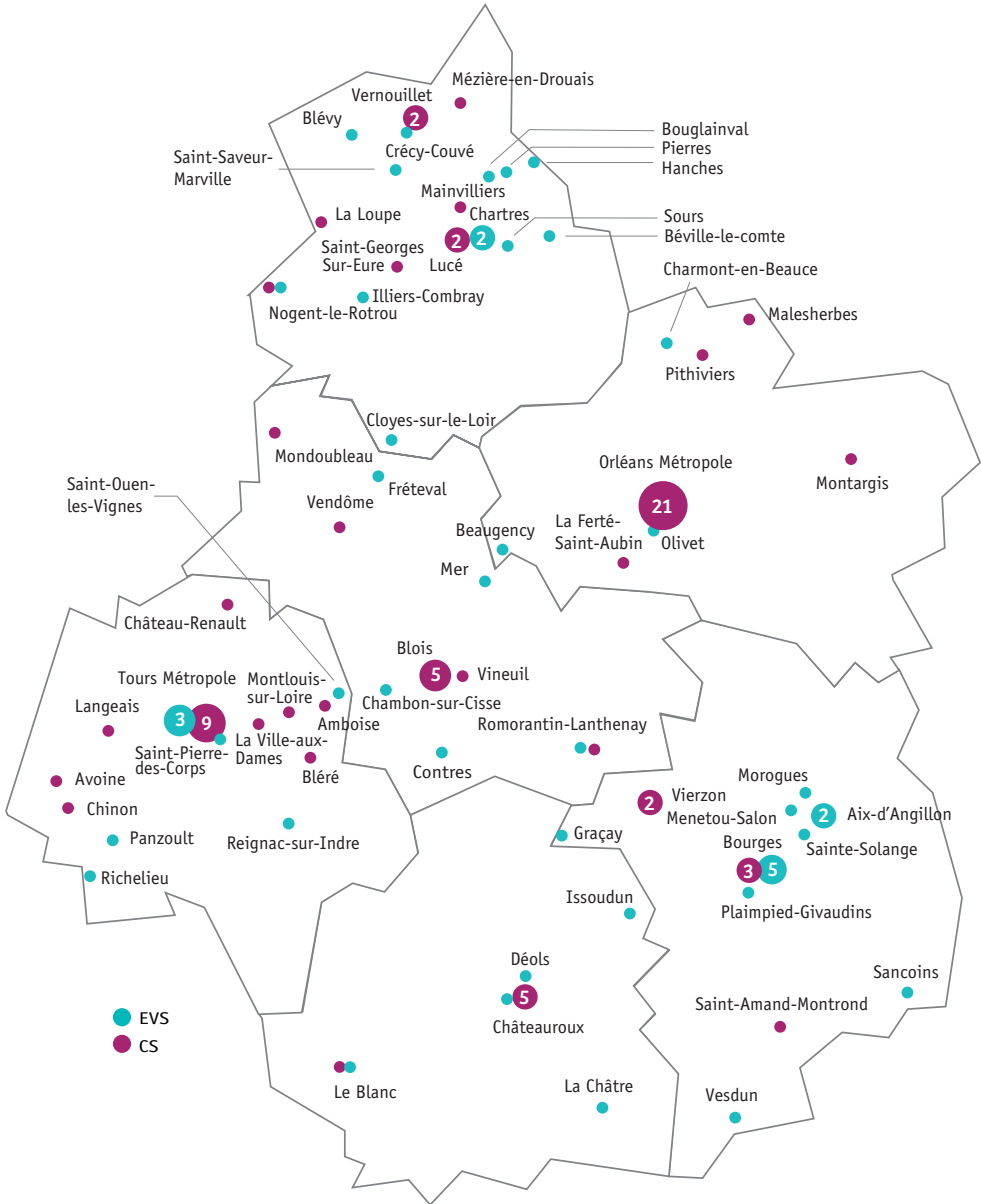 Mézière-en-Drouais
Vernouillet
2
Blévy
Crécy-Couvé
Saint-Saveur-
Marville
Bouglainval
Pierres
Hanches
Mainvilliers
La Loupe
Chartres
Sours
Béville-le-comte
Saint-Georges
Sur-Eure
2
2
Lucé
Charmont-en-Beauce
Illiers-Combray
Nogent-le-Rotrou
Malesherbes
Pithiviers
Cloyes-sur-le-Loir
Mondoubleau
Orléans Métropole
Saint-Ouen-
les-Vignes
Fréteval
Montargis
Vendôme
21
Beaugency
La Ferté-
Saint-Aubin
Olivet
Mer
Château-Renault
Blois
5
Vineuil
Tours Métropole
Montlouis-
sur-Loire
Chambon-sur-Cisse
Langeais
Amboise
3
9
Romorantin-Lanthenay
Saint-Pierre-
des-Corps
La Ville-aux-
Dames
Bléré
Contres
Avoine
Chinon
Morogues
2
Vierzon
Menetou-Salon
2
Aix-d'Angillon
Panzoult
Reignac-sur-Indre
Graçay
Bourges
Sainte-Solange
3
5
Richelieu
Issoudun
Plaimpied-Givaudins
Déols
Sancoins
5
Saint-Amand-Montrond
EVS
CS
Châteauroux
Le Blanc
La Châtre
Vesdun